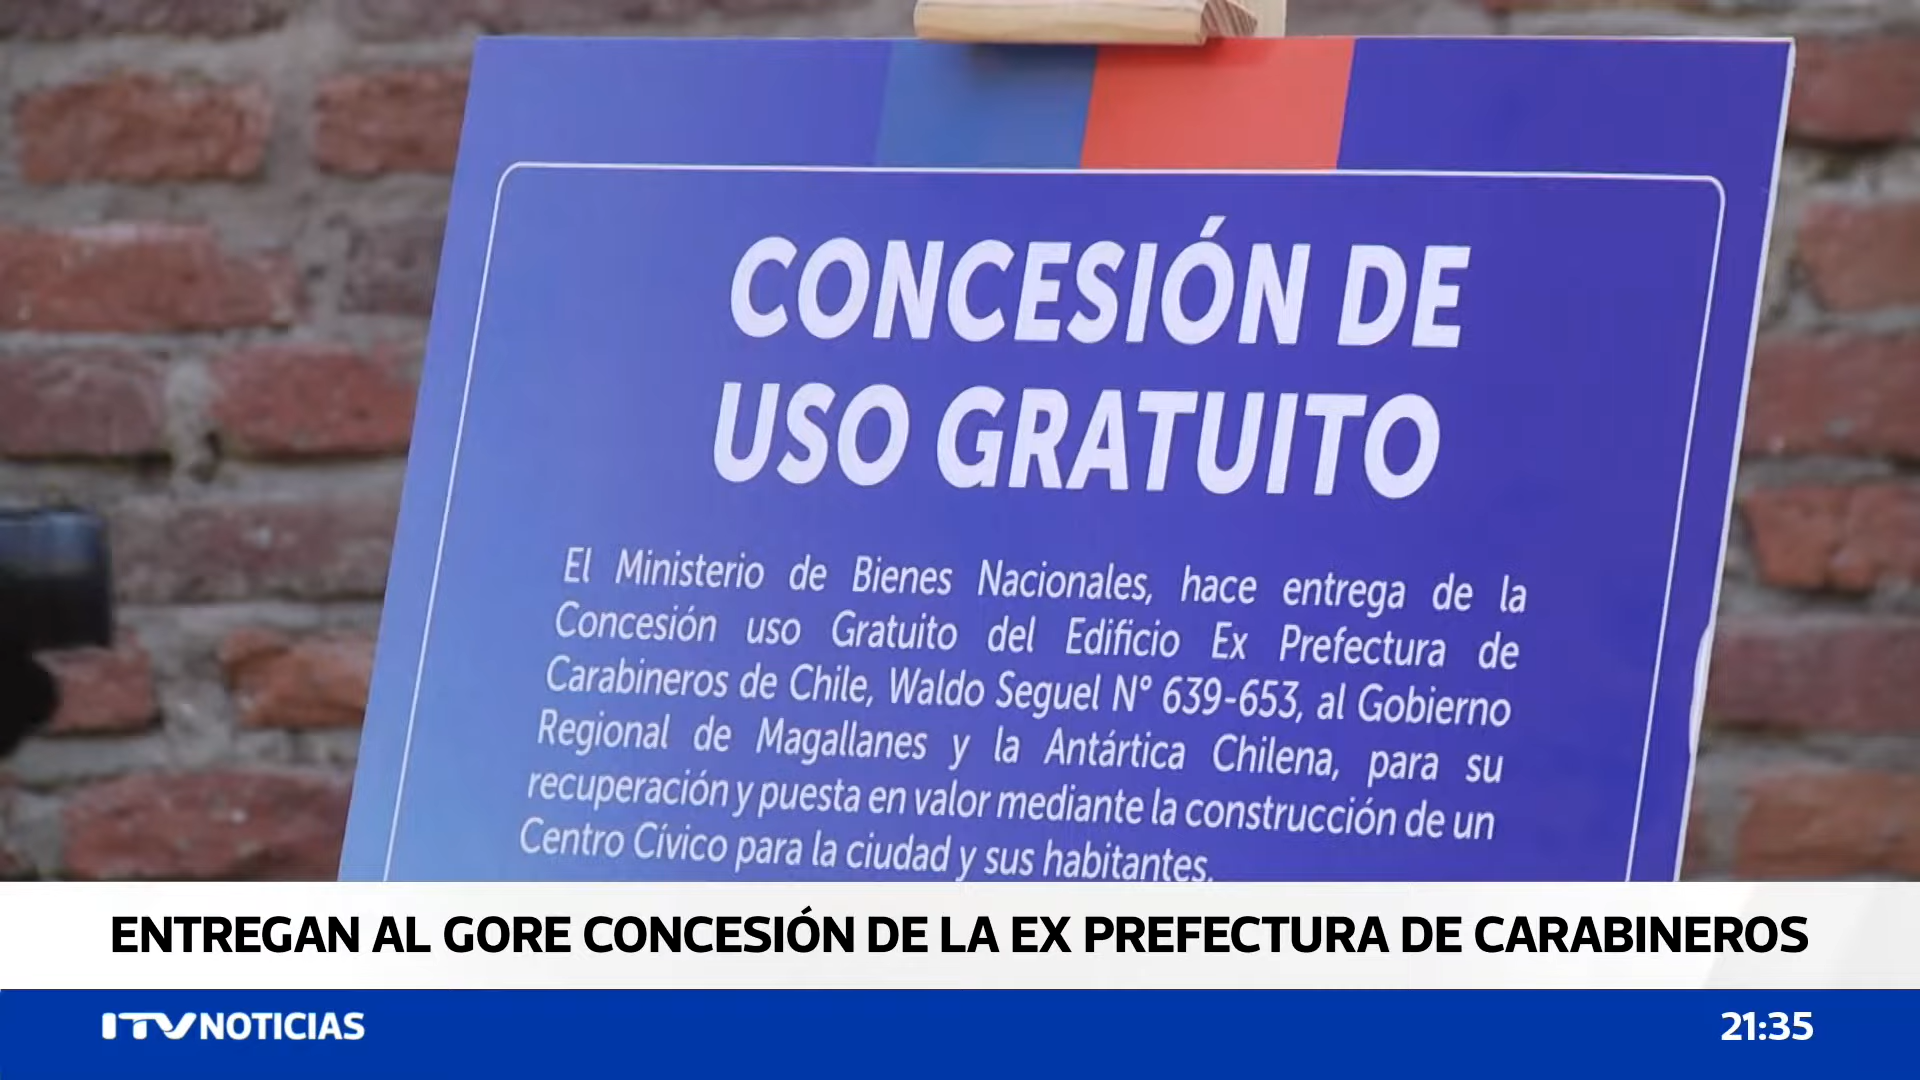 CONCESIÓN DE
USO GRATUITO
El Ministerio de Bienes Nacionales, hace entrega de la
Concesión uso Gratuito del Edificio Ex Prefectura de
Carabineros de Chile, Waldo Seguel N° 639-653, al Gobierno
Regional de Magallanes y la Antártica Chilena, para su
recuperación y puesta en valor mediante la construcción de un
Centro Cívico para la ciudad y sus habitantes.
ENTREGAN AL GORE CONCESIÓN DE LA EX PREFECTURA DE CARABINEROS
ITV NOTICIAS
21:35